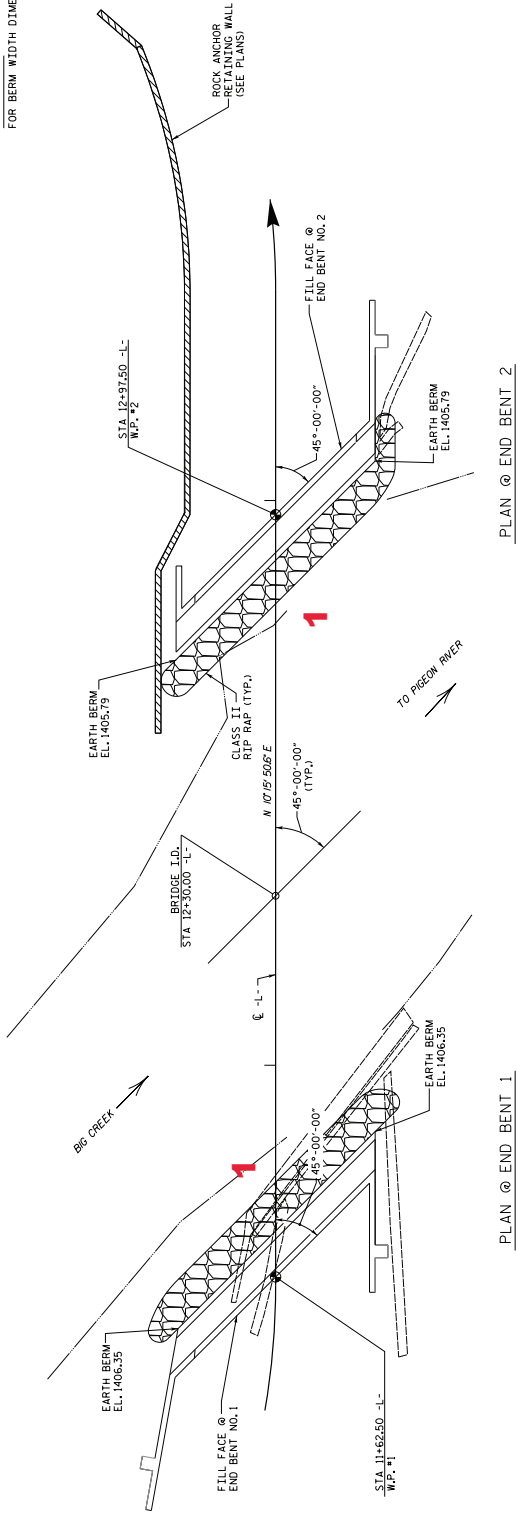 FOR BERM WIDTH DIME
ROCK ANCHOR
RETAINING WALL
(SEE PLANS)
STA 12+97.50 -L-
W.P. #2
FILL FACE @
END BENT NO. 2
45°-00'-00"
EARTH BERM
EL. 1405.79
EARTH BERM
EL. 1405.79
CLASS II
RIP RAP (TYP.)
1
PLAN @ END BENT 2
TO PIGEON RIVER
N 10°15'50.6" E
45°-00'-00"
(TYP.)
BRIDGE I.D.
STA 12+30.00 -L-
℄ -L-
BIG CREEK
1
45°-00'-00"
EARTH BERM
EL. 1406.35
EARTH BERM
EL. 1406.35
FILL FACE @
END BENT NO. 1
STA 11+62.50 -L-
W.P. #1
PLAN @ END BENT 1